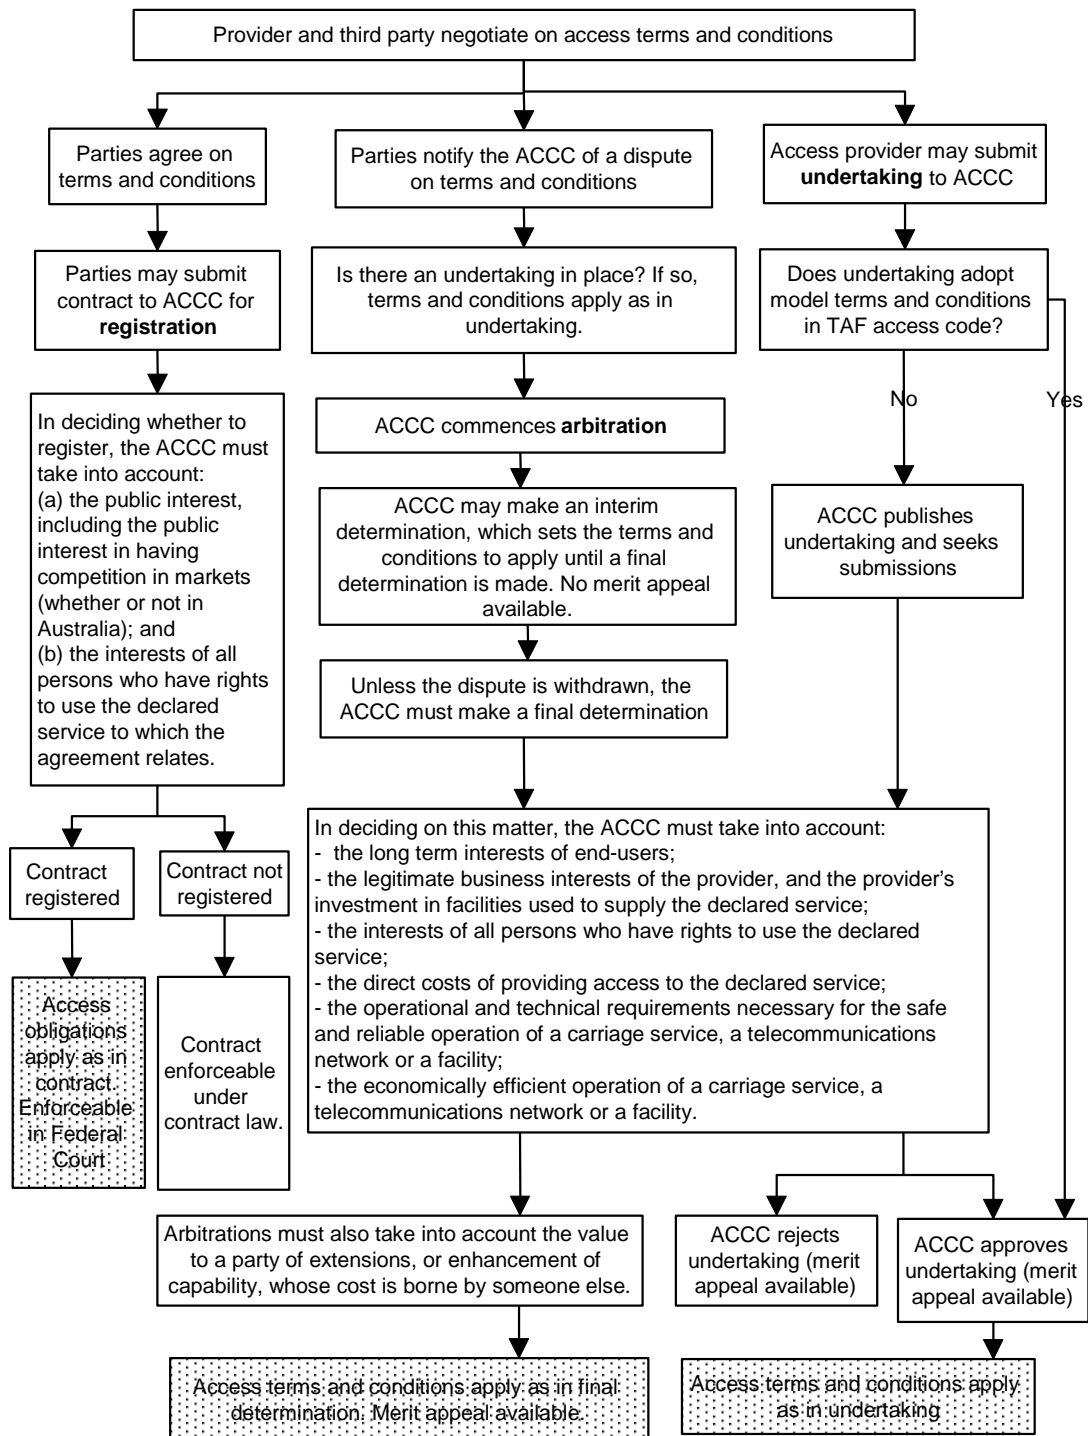 Provider and third party negotiate on access terms and conditions
Parties agree on
terms and conditions
Parties notify the ACCC of a dispute
on terms and conditions
Access provider may submit
undertaking to ACCC
Parties may submit
contract to ACCC for
registration
Is there an undertaking in place? If so,
terms and conditions apply as in
undertaking.
Does undertaking adopt
model terms and conditions
in TAF access code?
No
Yes
In deciding whether to
register, the ACCC must
take into account:
(a) the public interest,
including the public
interest in having
competition in markets
(whether or not in
Australia); and
(b) the interests of all
persons who have rights
to use the declared
service to which the
agreement relates.
ACCC commences arbitration
ACCC may make an interim
determination, which sets the terms and
conditions to apply until a final
determination is made. No merit appeal
available.
ACCC publishes
undertaking and seeks
submissions
Unless the dispute is withdrawn, the
ACCC must make a final determination
In deciding on this matter, the ACCC must take into account:
- the long term interests of end-users;
- the legitimate business interests of the provider, and the provider's
investment in facilities used to supply the declared service;
- the interests of all persons who have rights to use the declared
service;
- the direct costs of providing access to the declared service;
- the operational and technical requirements necessary for the safe
and reliable operation of a carriage service, a telecommunications
network or a facility;
- the economically efficient operation of a carriage service, a
telecommunications network or a facility.
Contract
registered
Contract not
registered
Access
obligations
apply as in
contract.
Enforceable
in Federal
Court
Contract
enforceable
under
contract law.
Arbitrations must also take into account the value
to a party of extensions, or enhancement of
capability, whose cost is borne by someone else.
ACCC rejects
undertaking (merit
appeal available)
ACCC approves
undertaking (merit
appeal available)
Access terms and conditions apply as in final
determination. Merit appeal available.
Access terms and conditions apply
as in undertaking